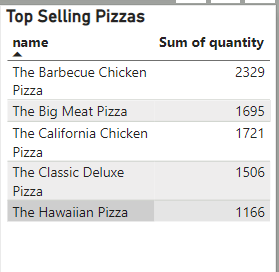 Top Selling Pizzas
name Sum of quantity
The Barbecue Chicken 2329
Pizza
The Big Meat Pizza 1695
The California Chicken 1721
Pizza
The Classic Deluxe 1506
Pizza
The Hawaiian Pizza 1166